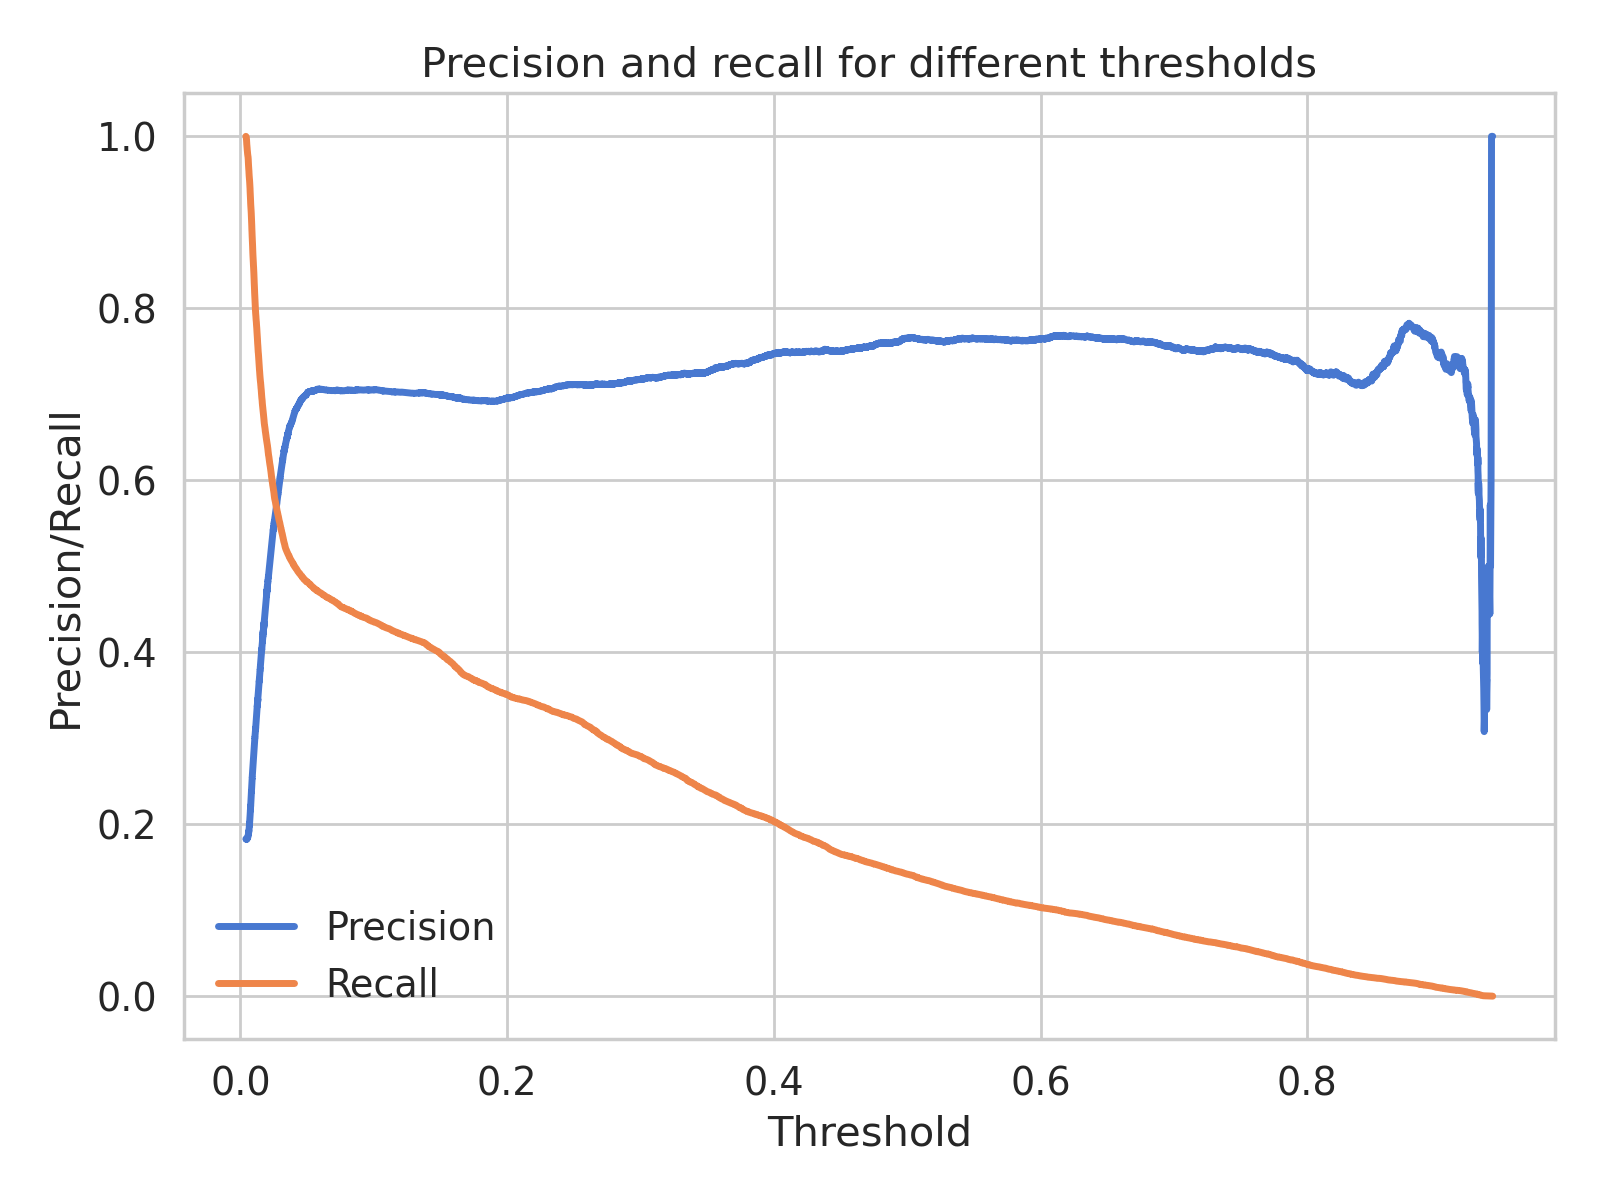 Precision and recall for different thresholds
1.0
0.8
0.6
0.4
0.2
0.0
Precision/Recall
Precision
Recall
0.0 0.2 0.4 0.6 0.8
Threshold